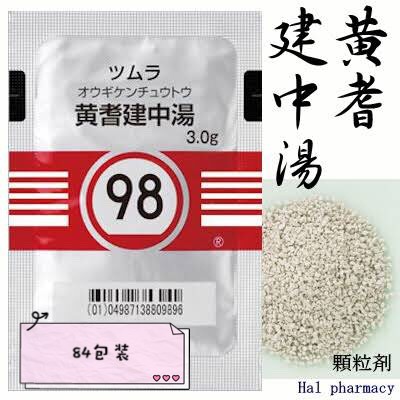 ツムラ
オウギケンチュウトウ
黄耆建中湯
3.0g
98
®
(01)04987138809896
84包装
黄耆
建中湯
顆粒剤
Hal pharmacy